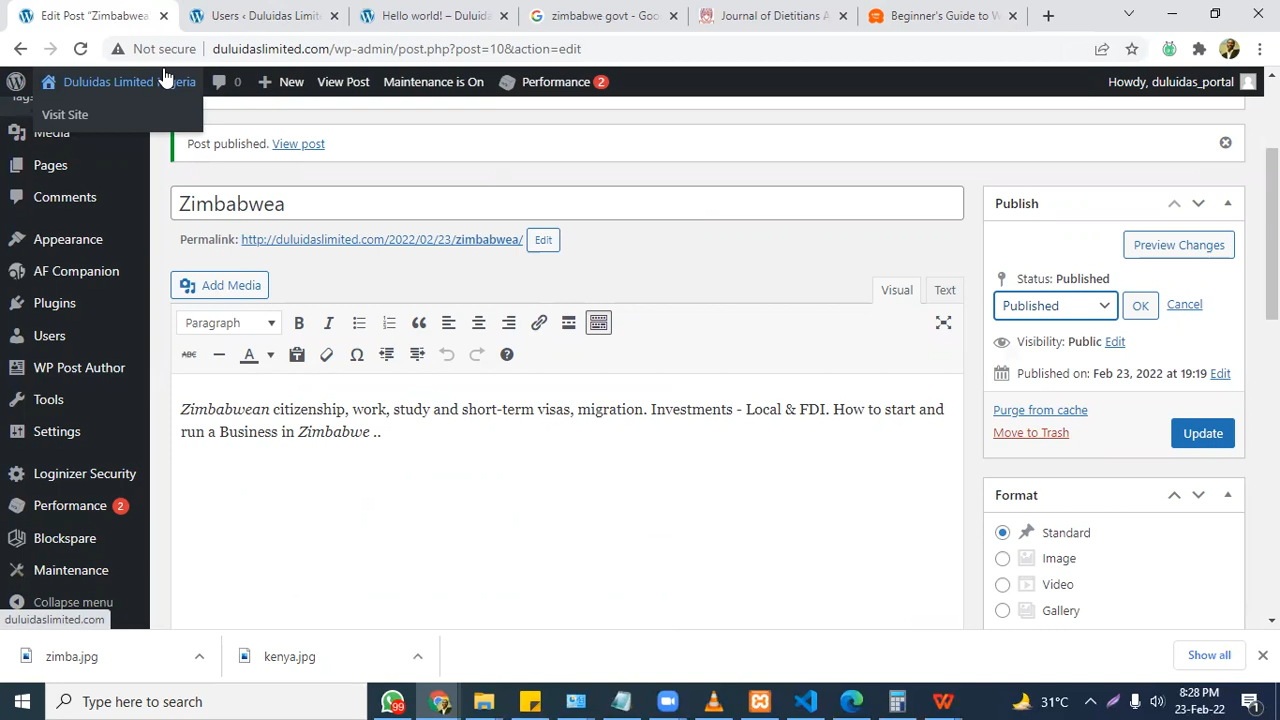 Edit Post “Zimbabwea
Users ‹ Duluidas Limit
Hello world! – Duluida
zimbabwe govt - Goo
Journal of Dietitians A
Beginner's Guide to W
Not secure
duluidaslimited.com/wp-admin/post.php?post=10&action=edit
Duluidas Limited Nigeria
0
New
View Post
Maintenance is On
Performance 2
Howdy, duluidas_portal
Visit Site
Tags
Media
Pages
Comments
Appearance
AF Companion
Plugins
Users
WP Post Author
Tools
Settings
Loginizer Security
Performance 2
Blockspare
Maintenance
Collapse menu
duluidaslimited.com
Post published. View post
Zimbabwea
Permalink: http://duluidaslimited.com/2022/02/23/zimbabwea/ Edit
Add Media
Visual
Text
Paragraph
B
I
ABC
A
Zimbabwean citizenship, work, study and short-term visas, migration. Investments - Local & FDI. How to start and
run a Business in Zimbabwe ..
Publish
Preview Changes
Status: Published
Published
OK
Cancel
Visibility: Public Edit
Published on: Feb 23, 2022 at 19:19 Edit
Purge from cache
Move to Trash
Update
Format
Standard
Image
Video
Gallery
zimba.jpg
kenya.jpg
Show all
Type here to search
99
31°C
8:28 PM
23-Feb-22
1